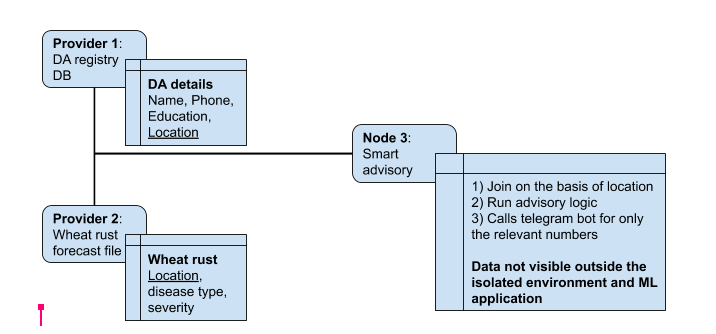 Provider 1:
DA registry
DB
DA details
Name, Phone,
Education,
Location
Node 3:
Smart
advisory
1) Join on the basis of location
2) Run advisory logic
3) Calls telegram bot for only
the relevant numbers
Data not visible outside the
isolated environment and ML
application
Provider 2:
Wheat rust
forecast file
Wheat rust
Location,
disease type,
severity